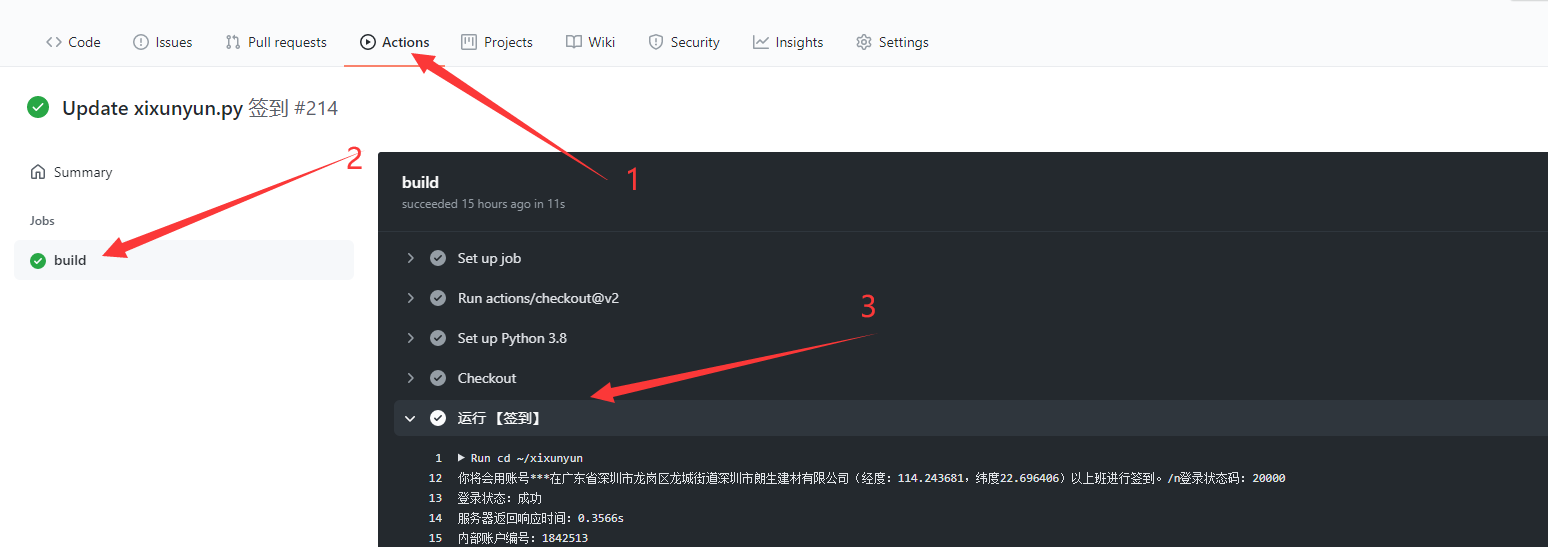 Code Issues Pull requests Actions Projects Wiki Security Insights Settings
Update xixunyun.py 签到 #214
1
2
Summary
Jobs
build
build
succeeded 15 hours ago in 11s
Set up job
Run actions/checkout@v2
3
Set up Python 3.8
Checkout
运行【签到】
1 Run cd ~/xixunyun
12 你将会用账号***在广东省深圳市龙岗区龙城街道深圳市朗生建材有限公司（经度：114.243681，纬度22.696406）以上班进行签到。/n登录状态码：20000
13 登录状态：成功
14 服务器返回响应时间：0.3566s
15 内部账户编号：1842513